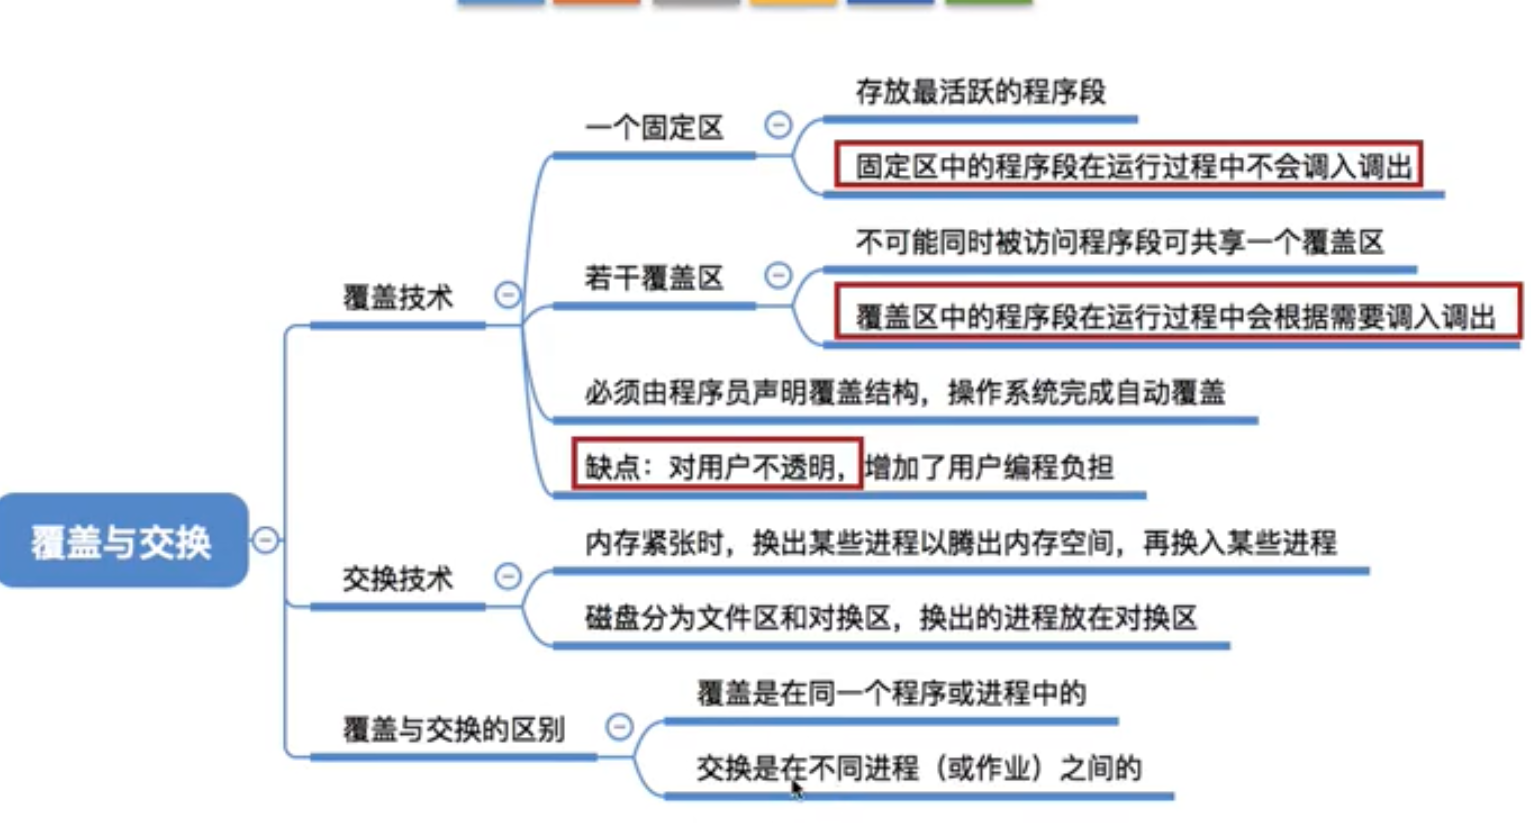 存放最活跃的程序段
一个固定区
固定区中的程序段在运行过程中不会调入调出
不可能同时被访问程序段可共享一个覆盖区
若干覆盖区
覆盖技术
覆盖区中的程序段在运行过程中会根据需要调入调出
必须由程序员声明覆盖结构，操作系统完成自动覆盖
缺点：对用户不透明，增加了用户编程负担
覆盖与交换
内存紧张时，换出某些进程以腾出内存空间，再换入某些进程
交换技术
磁盘分为文件区和对换区，换出的进程放在对换区
覆盖是在同一个程序或进程中的
覆盖与交换的区别
交换是在不同进程（或作业）之间的